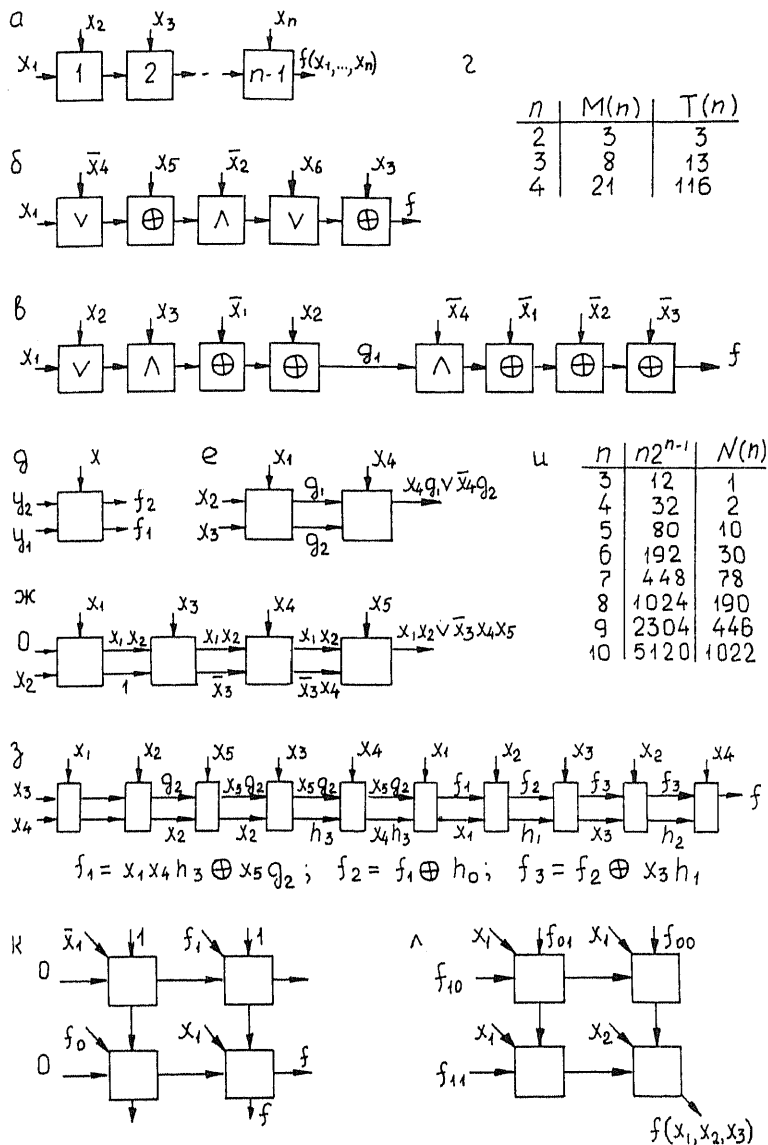 а
x₂ x₃ xₙ
x₁ 1 2 - n-1 f(x₁,...,xₙ)
г
n M(n) T(n)
2 3 3
3 8 13
4 21 116
б
x̄₄ x₅ x̄₂ x₆ x₃
x₁ ∨ ⊕ ∧ ∨ ⊕ f
в
x₂ x₃ x̄₁ x₂ x̄₄ x̄₁ x̄₂ x̄₃
x₁ ∨ ∧ ⊕ ⊕ g₁ ∧ ⊕ ⊕ ⊕ f
д
x
y₂ f₂
y₁ f₁
е
x₁ x₄
x₂ g₁ x₄g₁∨x̄₄g₂
x₃ g₂
и
n n2ⁿ⁻¹ N(n)
3 12 1
4 32 2
5 80 10
6 192 30
7 448 78
8 1024 190
9 2304 446
10 5120 1022
ж
x₁ x₃ x₄ x₅
0 x₁x₂ x₁x₂ x₁x₂ x₁x₂∨x̄₃x₄x₅
x₂ 1 x̄₃ x̄₃x₄
з
x₁ x₂ x₅ x₃ x₄ x₁ x₂ x₃ x₂ x₄
x₃ g₂ x₅g₂ x₅g₂ x₅g₂ f₁ f₂ f₃ f₃ f
x₄ x₂ x₂ h₃ x₄h₃ x₁ h₁ x₃ h₂
f₁ = x₁x₄h₃ ⊕ x₅g₂ ; f₂ = f₁ ⊕ h₀ ; f₃ = f₂ ⊕ x₃h₁
к
x̄₁ 1 f₁ 1
0
f₀ x₁
0 f
f
л
x₁ f₀₁ x₁ f₀₀
f₁₀
x₁ x₂
f₁₁
f(x₁,x₂,x₃)